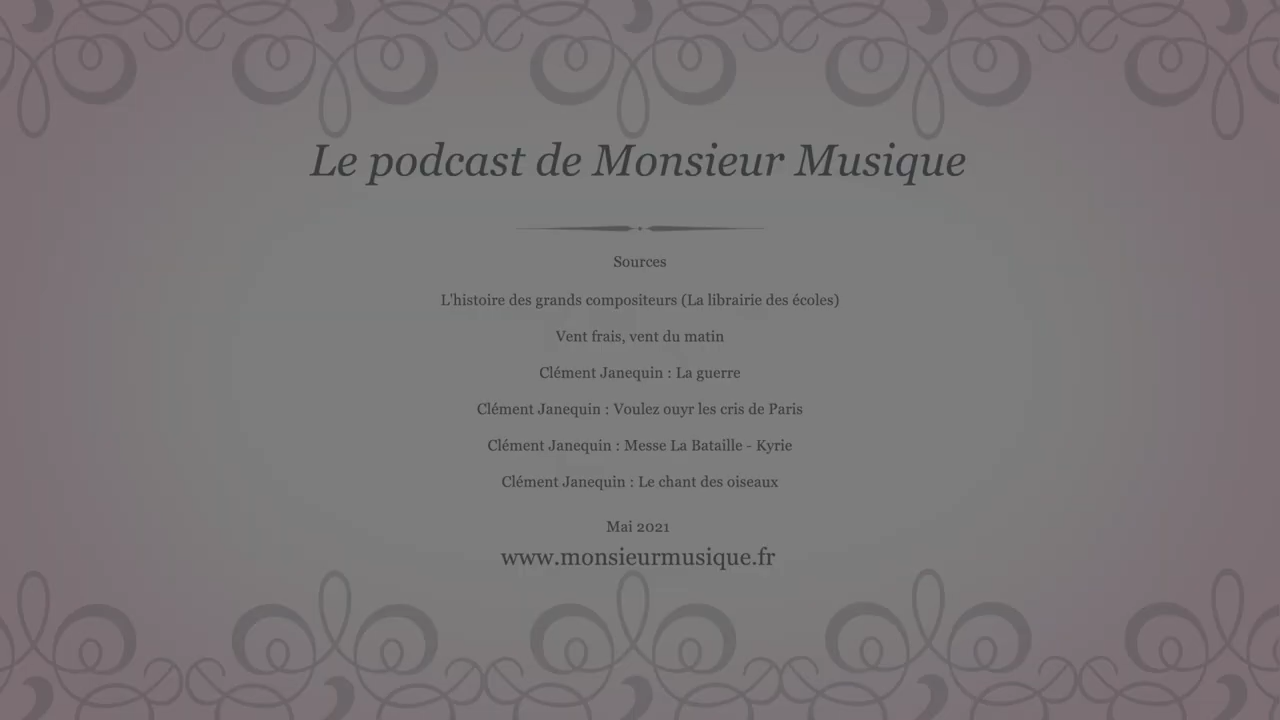 Le podcast de Monsieur Musique
Sources
L'histoire des grands compositeurs (La librairie des écoles)
Vent frais, vent du matin
Clément Janequin : La guerre
Clément Janequin : Voulez ouyr les cris de Paris
Clément Janequin : Messe La Bataille - Kyrie
Clément Janequin : Le chant des oiseaux
Mai 2021
www.monsieurmusique.fr